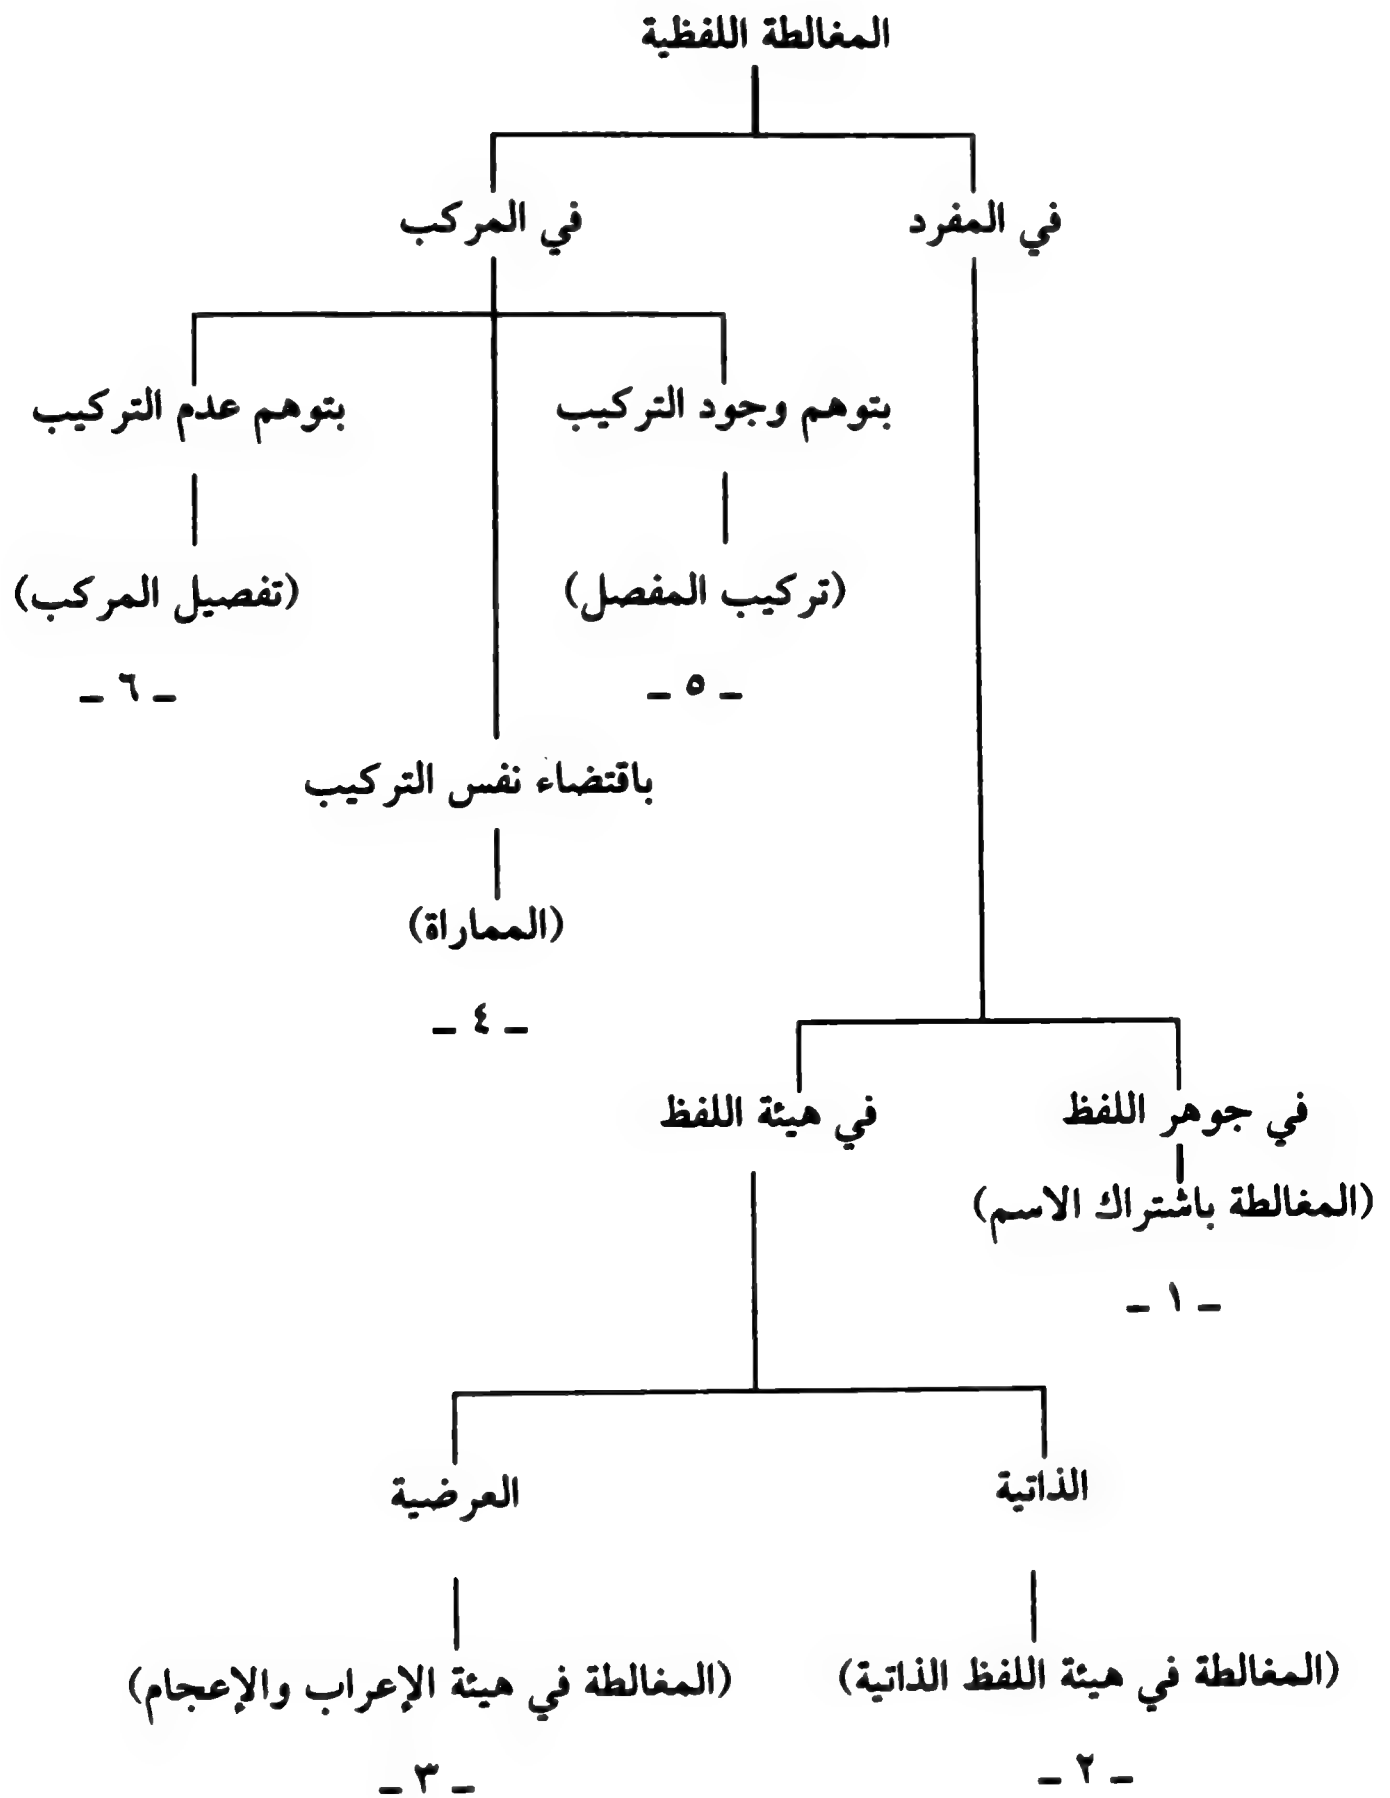 المغالطة اللفظية
في المفرد
في المركب
بتوهم وجود التركيب
بتوهم عدم التركيب
(تركيب المفصل)
(تفصيل المركب)
ـ ٥ ـ
ـ ٦ ـ
باقتضاء نفس التركيب
(المماراة)
ـ ٤ ـ
في جوهر اللفظ
في هيئة اللفظ
(المغالطة باشتراك الاسم)
ـ ١ ـ
الذاتية
العرضية
(المغالطة في هيئة اللفظ الذاتية)
(المغالطة في هيئة الإعراب والإعجام)
ـ ٢ ـ
ـ ٣ ـ